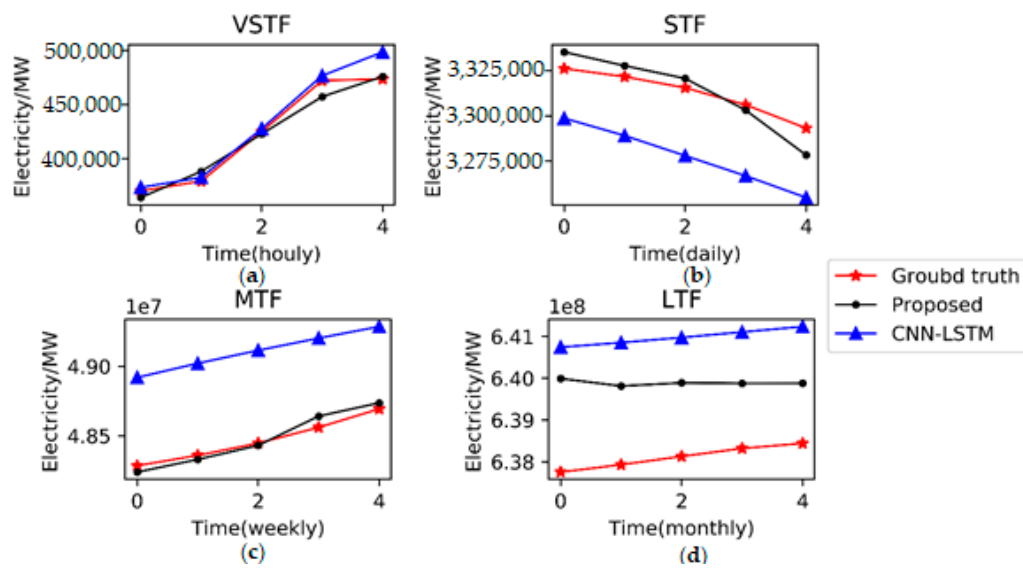 VSTF
500,000
450,000
400,000
Electricity/MW
0
2
4
Time(houly)
(a)
STF
3,325,000
3,300,000
3,275,000
Electricity/MW
0
2
4
Time(daily)
(b)
MTF
1e7
4.90
4.85
Electricity/MW
0
2
4
Time(weekly)
(c)
LTF
1e8
6.41
6.40
6.39
6.38
Electricity/MW
0
2
4
Time(monthly)
(d)
Groubd truth
Proposed
CNN-LSTM